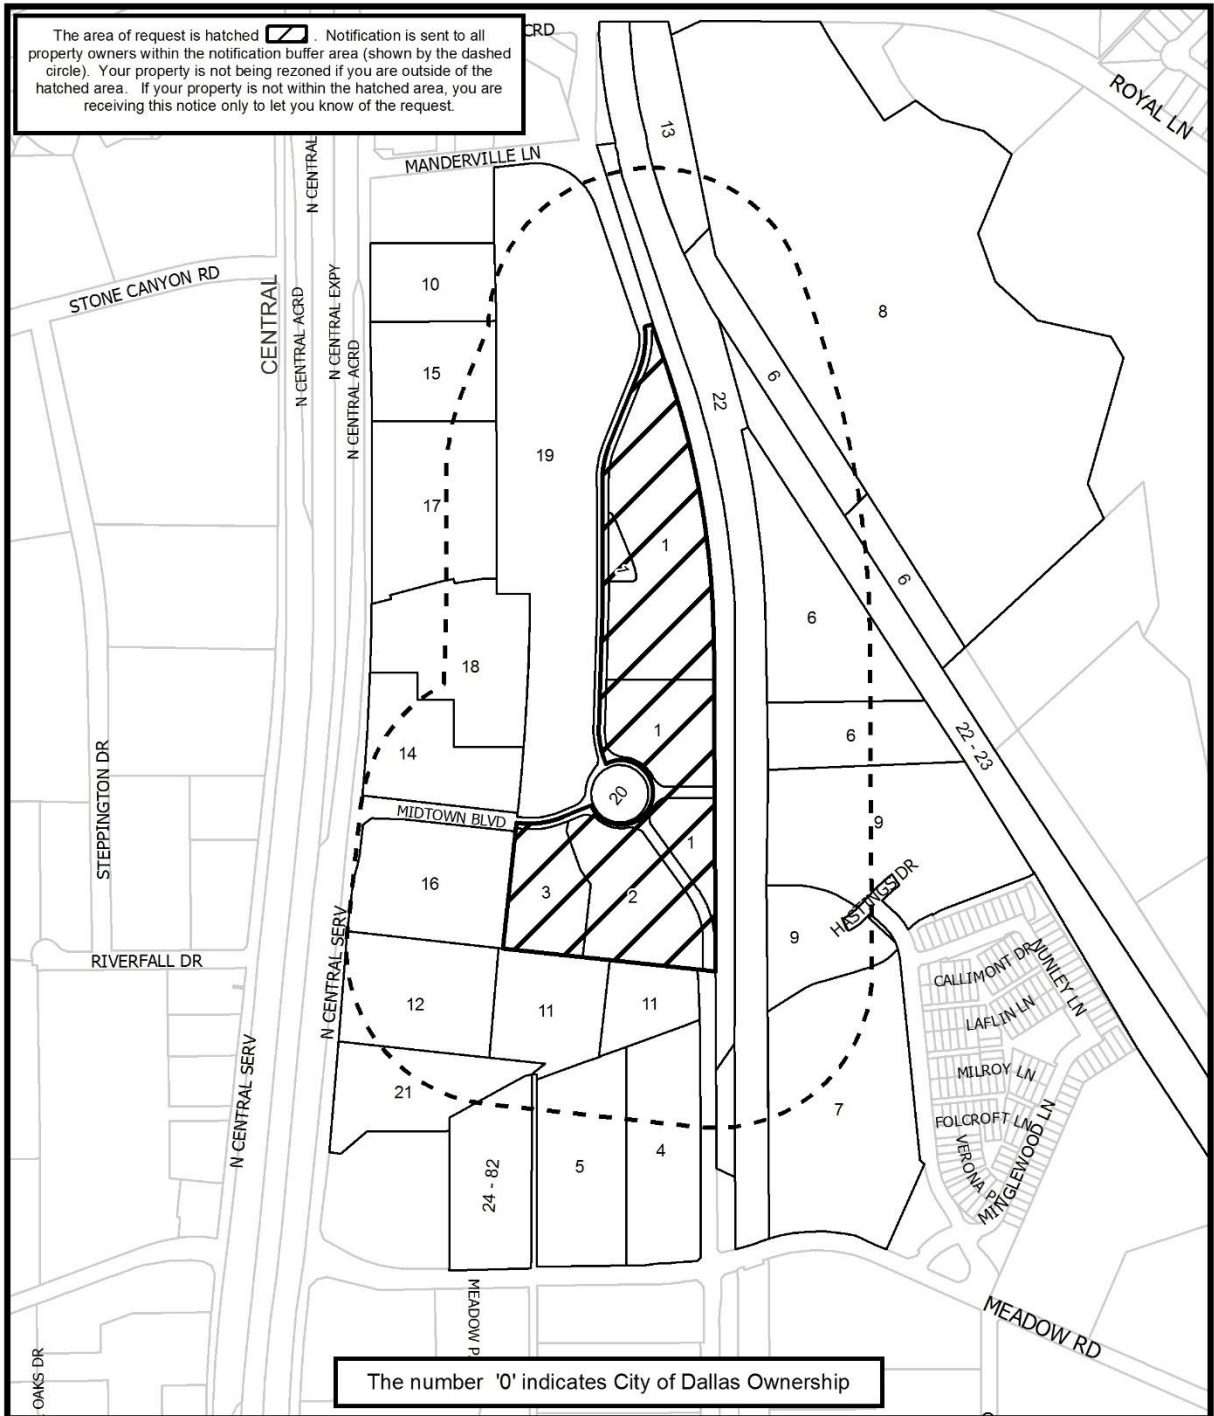 The area of request is hatched . Notification is sent to all
property owners within the notification buffer area (shown by the dashed
circle). Your property is not being rezoned if you are outside of the
hatched area. If your property is not within the hatched area, you are
receiving this notice only to let you know of the request.
CRD
ROYAL LN
13
MANDERVILLE LN
N CENTRAL
STONE CANYON RD
CENTRAL
N CENTRAL ACRD
N CENTRAL EXPY
N CENTRAL ACRD
10
8
15
6
22
19
17
1
6
6
18
1
6
14
22 - 23
STEPPINGTON DR
20
MIDTOWN BLVD
9
1
16
3
2
HASTINGS DR
9
N CENTRAL SERV
RIVERFALL DR
CALLIMONT DR
NUNLEY LN
12
11
11
LAFLIN LN
N CENTRAL SERV
MILROY LN
21
7
FOLCROFT LN
VERONA PL
MINGLEWOOD LN
24 - 82
5
4
MEADOW P
MEADOW RD
OAKS DR
The number '0' indicates City of Dallas Ownership